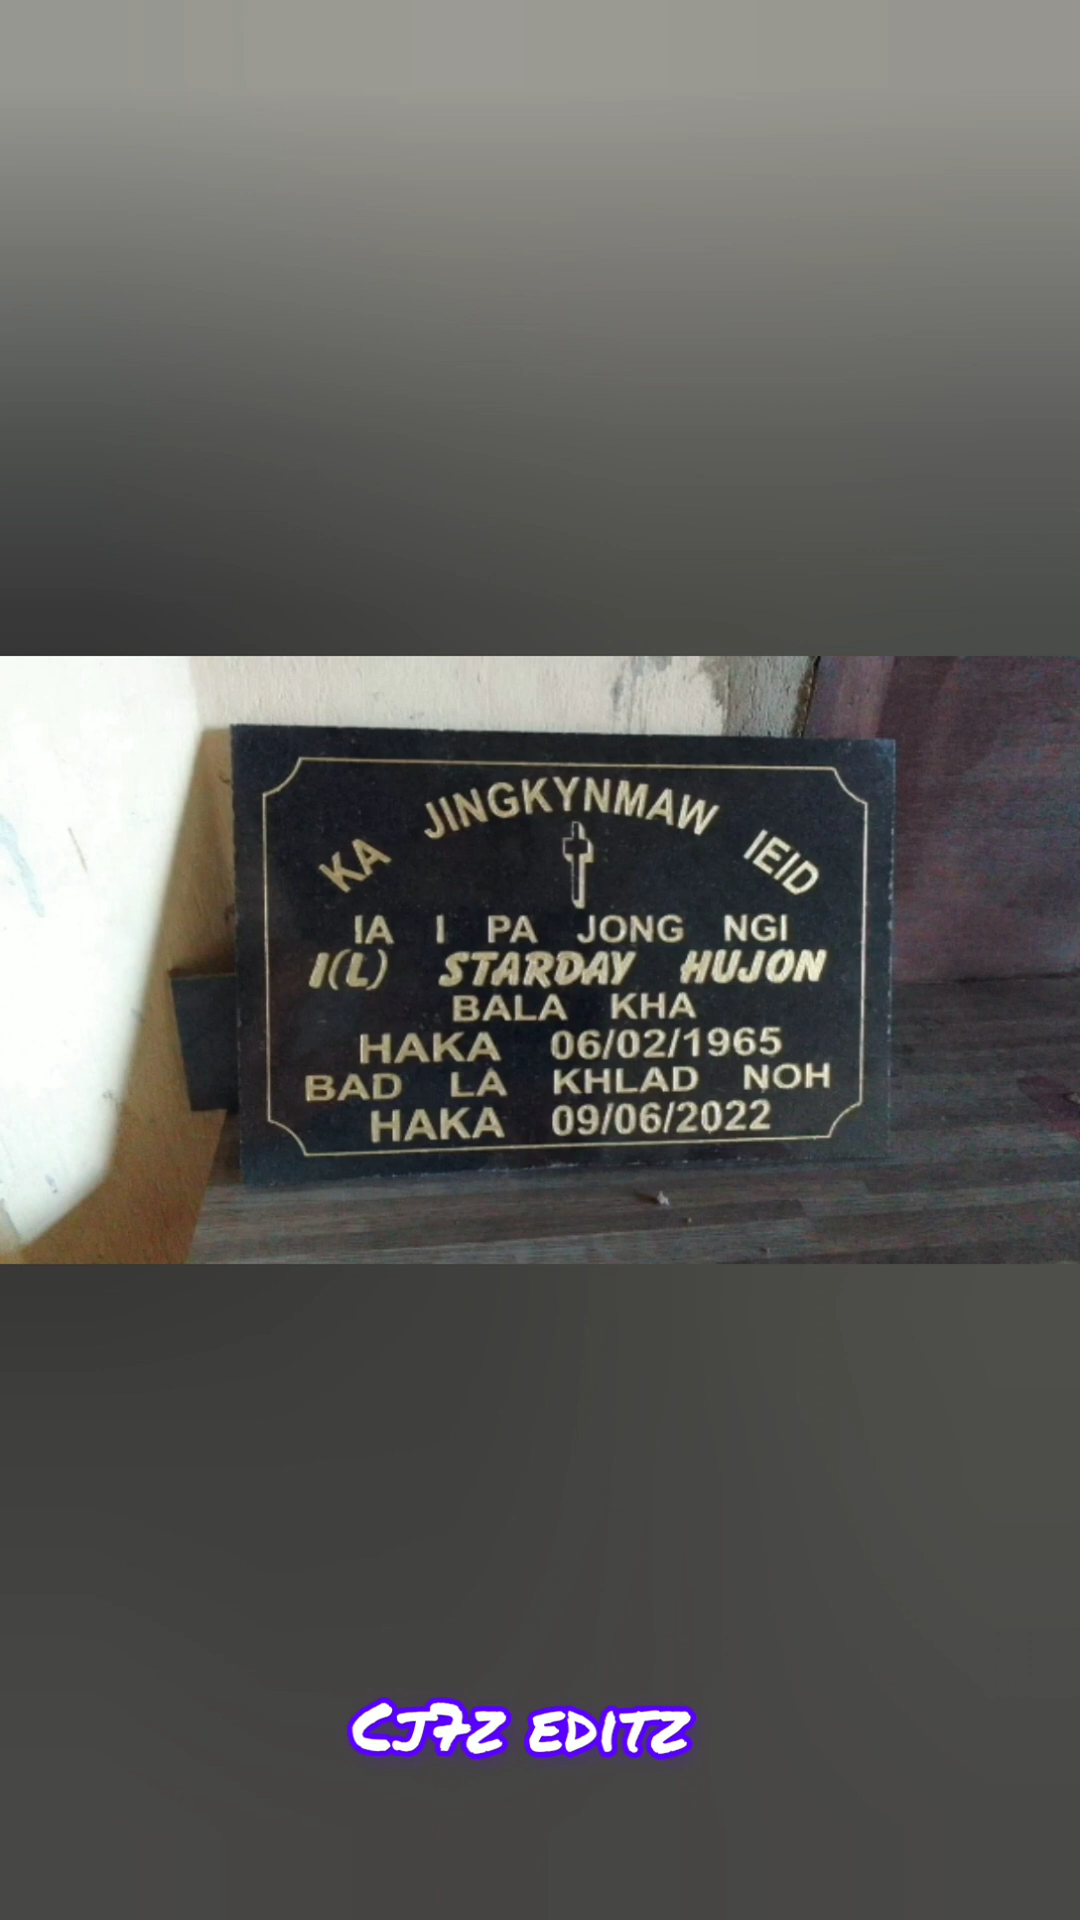 KA JINGKYNMAW IEID
IA I PA JONG NGI
I(L) STARDAY HUJON
BALA KHA
HAKA 06/02/1965
BAD LA KHLAD NOH
HAKA 09/06/2022
CJ7Z EDITZ